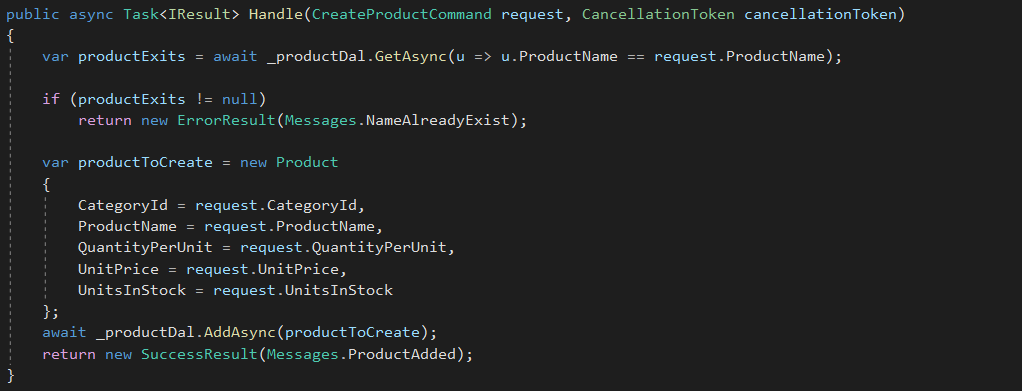 public async Task<IResult> Handle(CreateProductCommand request, CancellationToken cancellationToken)
{
    var productExits = await _productDal.GetAsync(u => u.ProductName == request.ProductName);

    if (productExits != null)
        return new ErrorResult(Messages.NameAlreadyExist);

    var productToCreate = new Product
    {
        CategoryId = request.CategoryId,
        ProductName = request.ProductName,
        QuantityPerUnit = request.QuantityPerUnit,
        UnitPrice = request.UnitPrice,
        UnitsInStock = request.UnitsInStock
    };
    await _productDal.AddAsync(productToCreate);
    return new SuccessResult(Messages.ProductAdded);
}